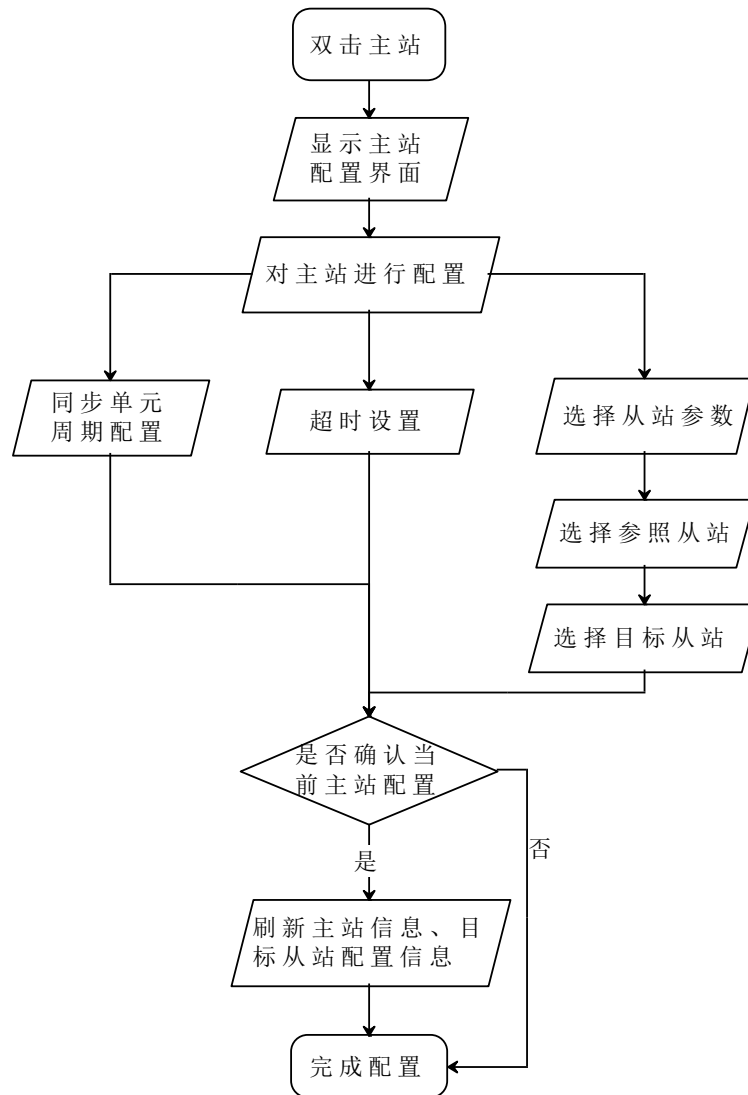 双击主站
显示主站
配置界面
对主站进行配置
同步单元
周期配置
超时设置
选择从站参数
选择参照从站
选择目标从站
是否确认当
前主站配置
是
否
刷新主站信息、目
标从站配置信息
完成配置